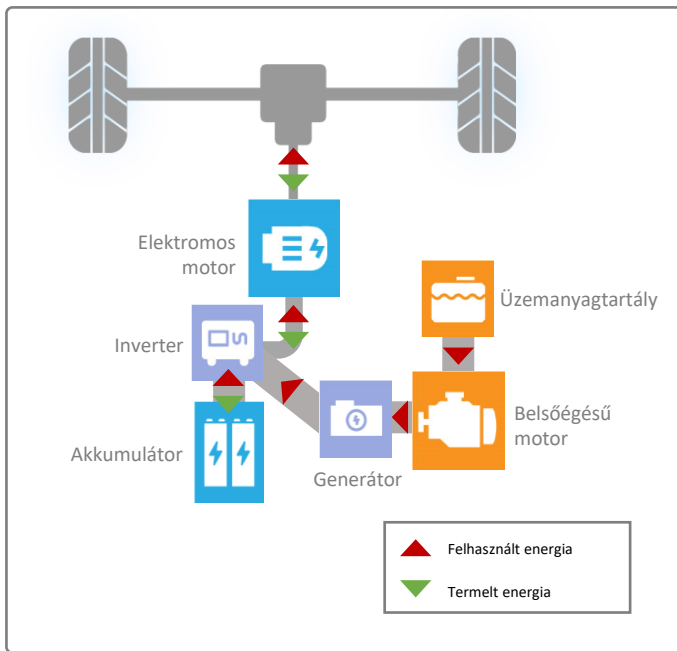 Elektromos
motor
Üzemanyagtartály
Inverter
Belsőégésű
motor
Akkumulátor
Generátor
Felhasznált energia
Termelt energia